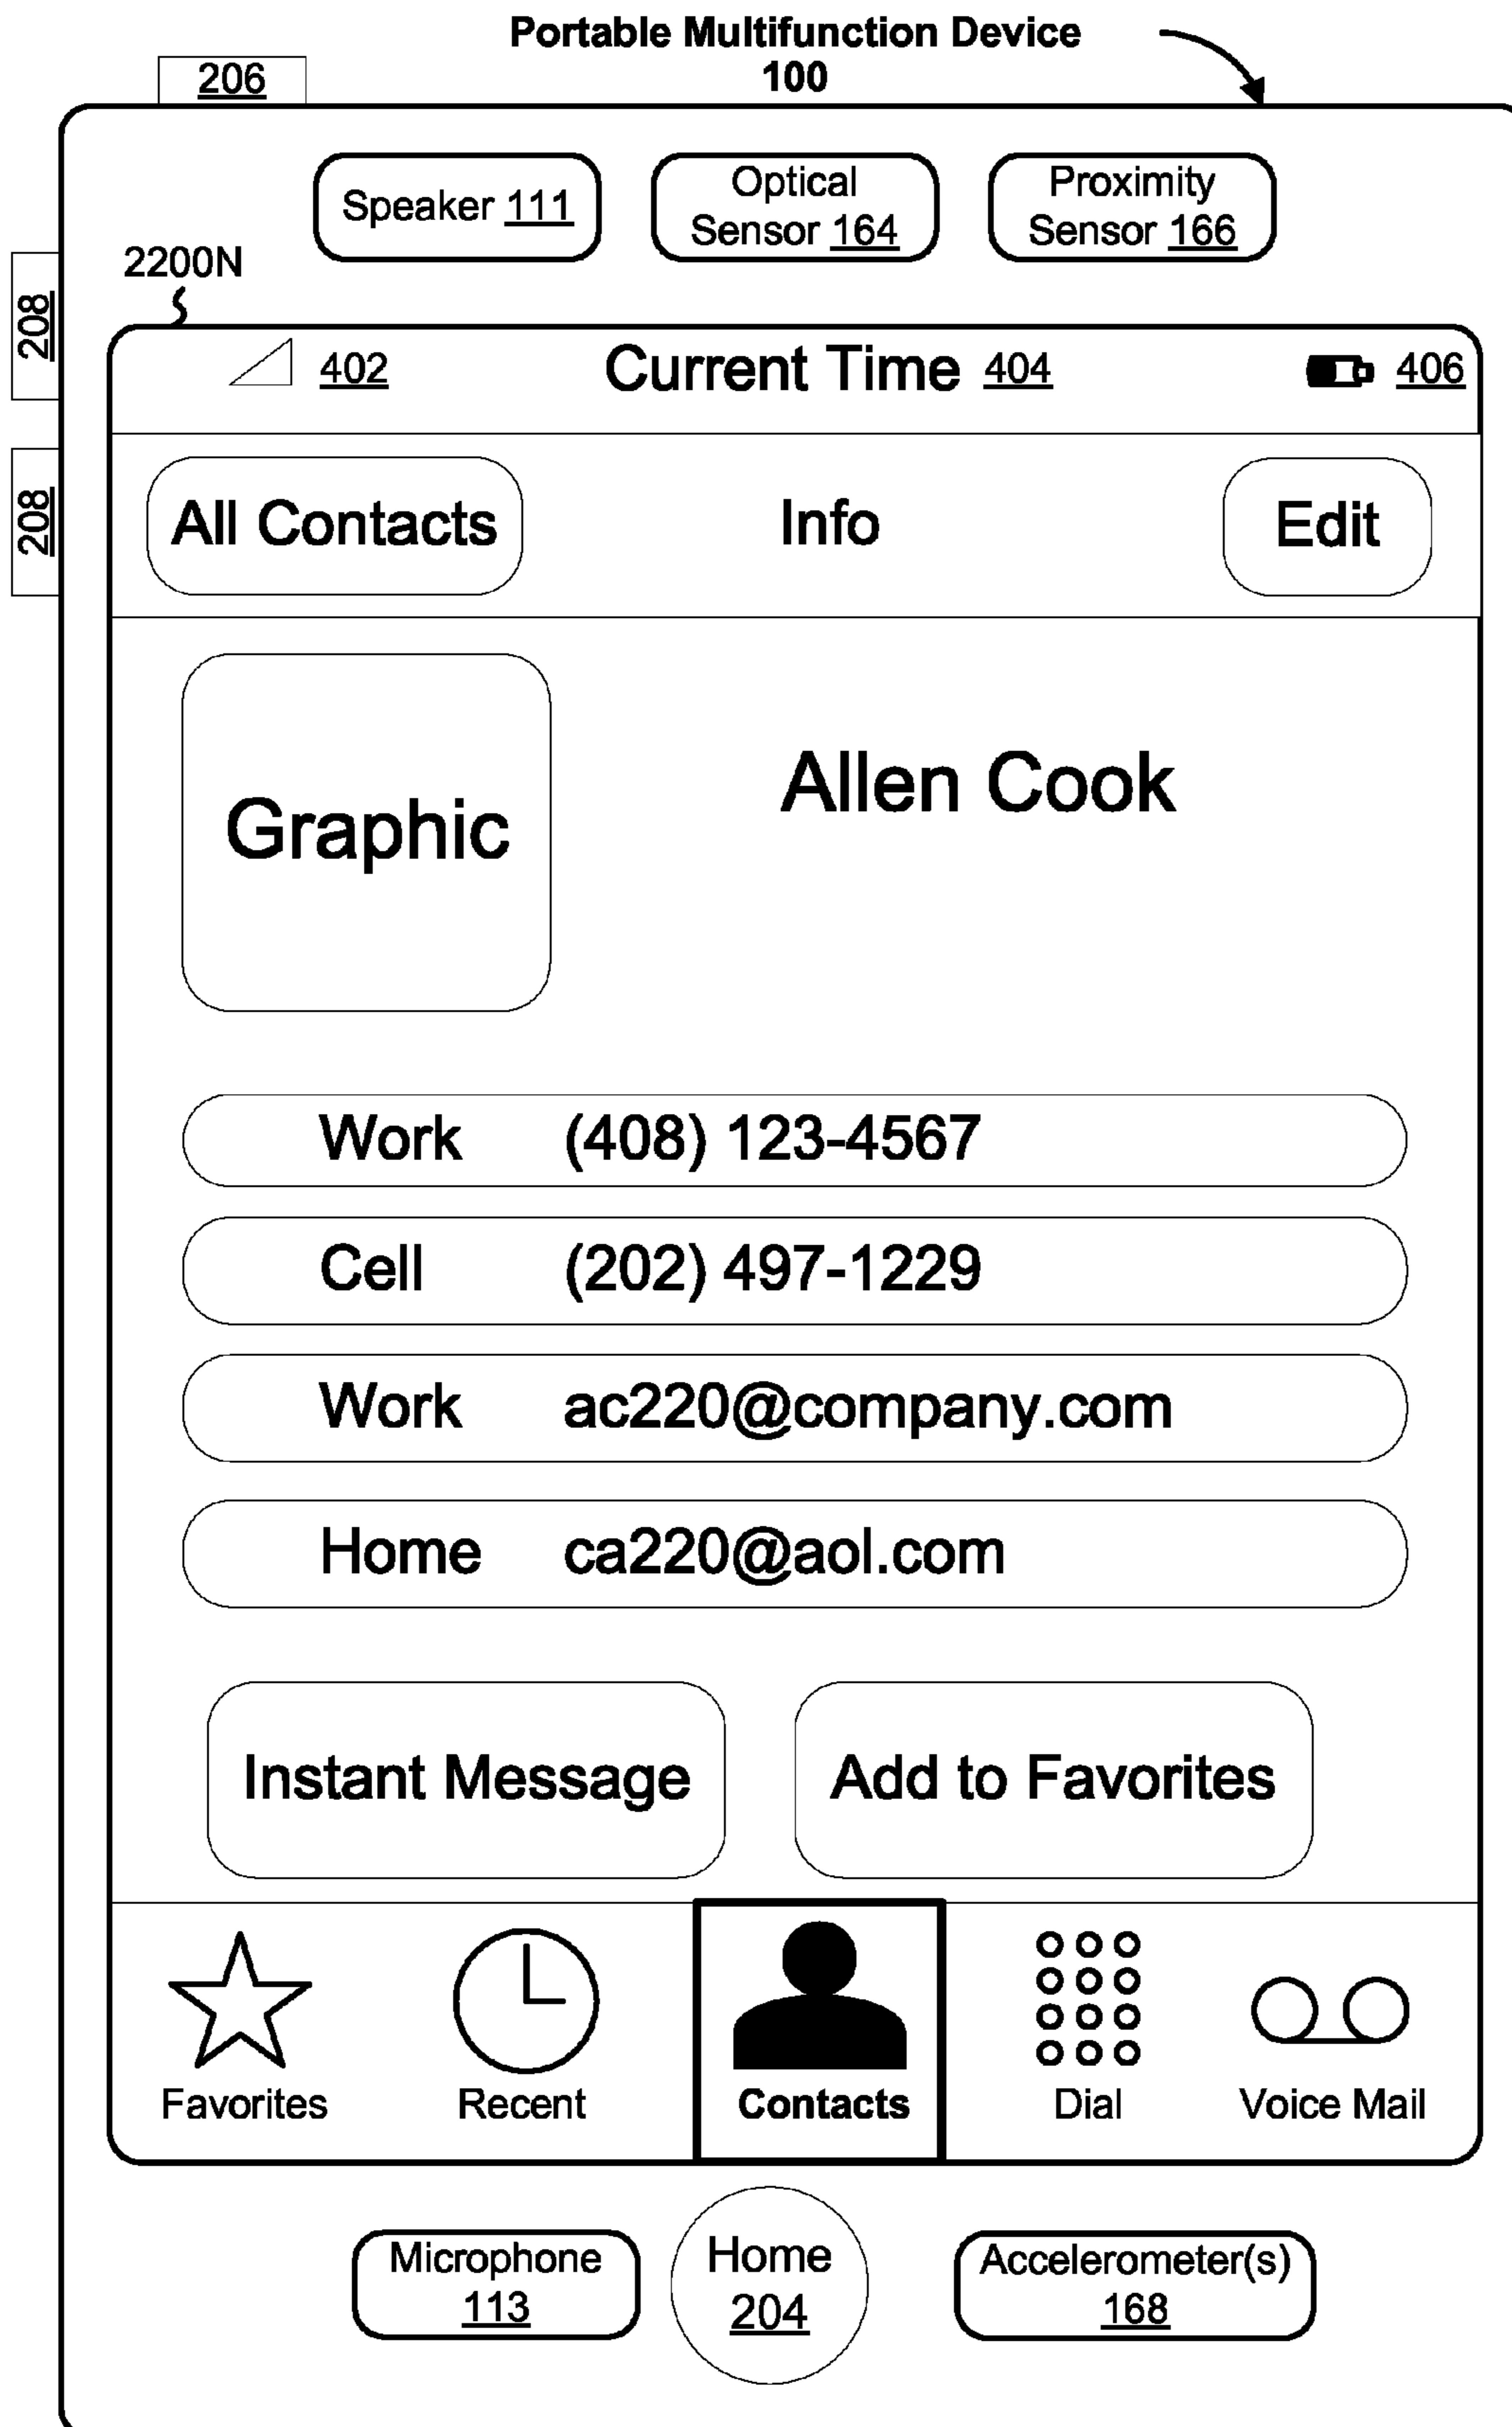 Portable Multifunction Device
100
206
Speaker 111
Optical
Sensor 164
Proximity
Sensor 166
2200N
208
208
402
Current Time 404
406
All Contacts
Info
Edit
Graphic
Allen Cook
Work (408) 123-4567
Cell (202) 497-1229
Work ac220@company.com
Home ca220@aol.com
Instant Message
Add to Favorites
Favorites
Recent
Contacts
Dial
Voice Mail
Microphone
113
Home
204
Accelerometer(s)
168